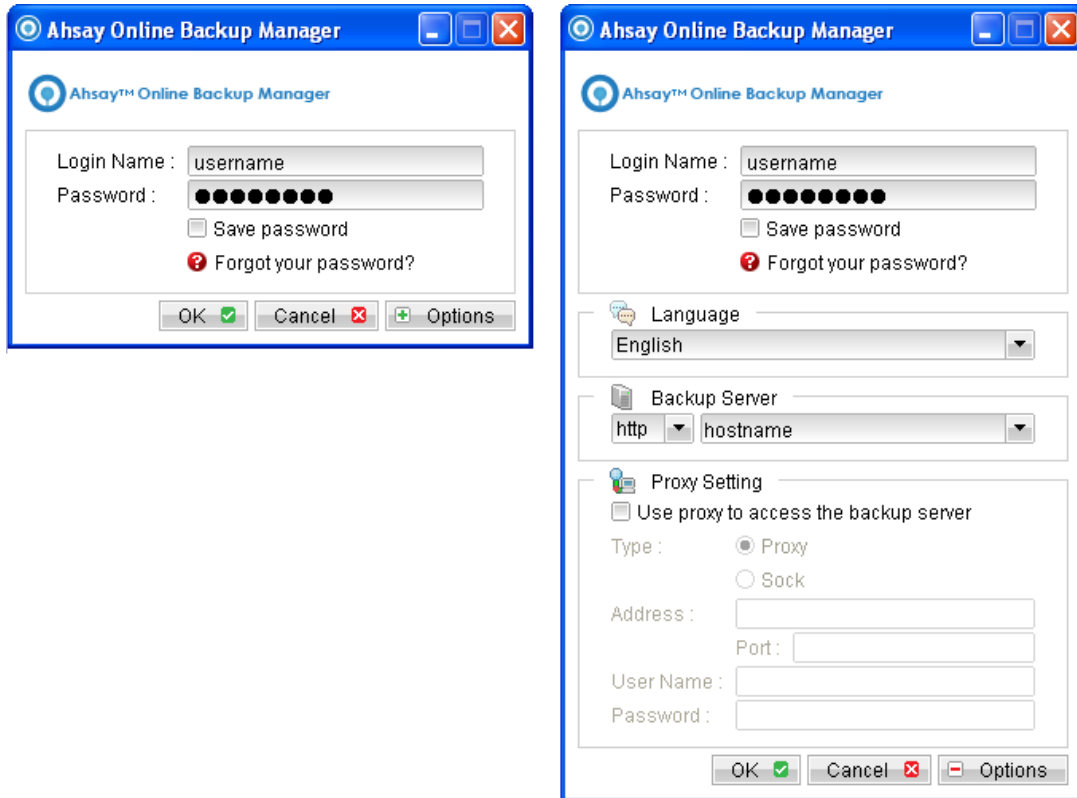 Ahsay Online Backup Manager
Ahsay™ Online Backup Manager
Login Name : username
Password : ●●●●●●●●
Save password
Forgot your password?
OK Cancel Options
Ahsay Online Backup Manager
Ahsay™ Online Backup Manager
Login Name : username
Password : ●●●●●●●●
Save password
Forgot your password?
Language
English
Backup Server
http hostname
Proxy Setting
Use proxy to access the backup server
Type : Proxy
Sock
Address :
Port :
User Name :
Password :
OK Cancel Options